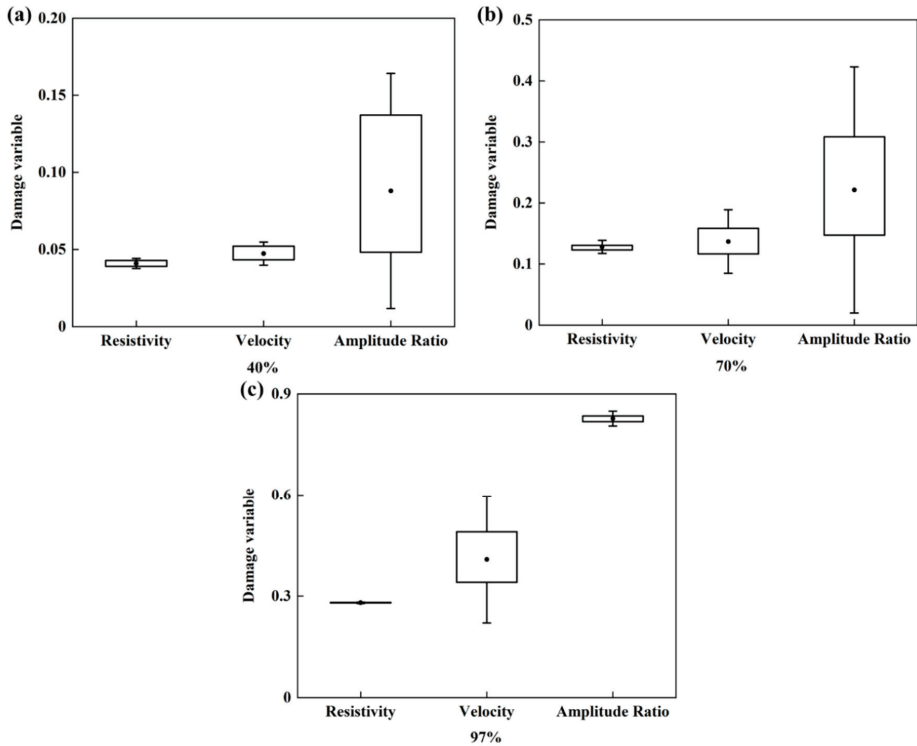 (a)
0.20
0.15
0.10
0.05
0
Damage variable
Resistivity Velocity Amplitude Ratio
40%
(b)
0.5
0.4
0.3
0.2
0.1
0
Damage variable
Resistivity Velocity Amplitude Ratio
70%
(c)
0.9
0.6
0.3
0
Damage variable
Resistivity Velocity Amplitude Ratio
97%